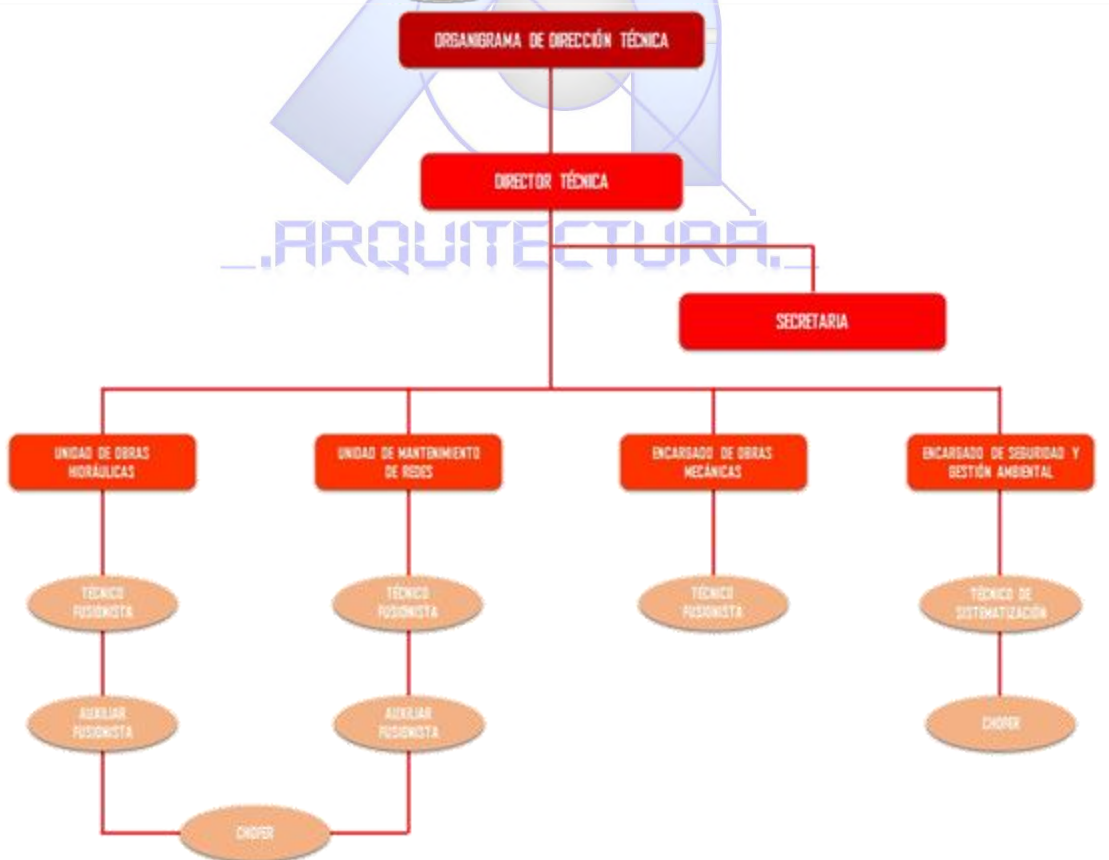 ORGANIGRAMA DE DIRECCIÓN TÉCNICA
DIRECTOR TÉCNICA
.ARQUITECTURA.
SECRETARIA
UNIDAD DE OBRAS
HIDRÁULICAS
UNIDAD DE MANTENIMIENTO
DE REDES
ENCARGADO DE OBRAS
MECÁNICAS
ENCARGADO DE SEGURIDAD Y
GESTIÓN AMBIENTAL
TÉCNICO
FUSIONISTA
TÉCNICO
FUSIONISTA
TÉCNICO
FUSIONISTA
TÉCNICO DE
SISTEMATIZACIÓN
AUXILIAR
FUSIONISTA
AUXILIAR
FUSIONISTA
CHOFER
CHOFER